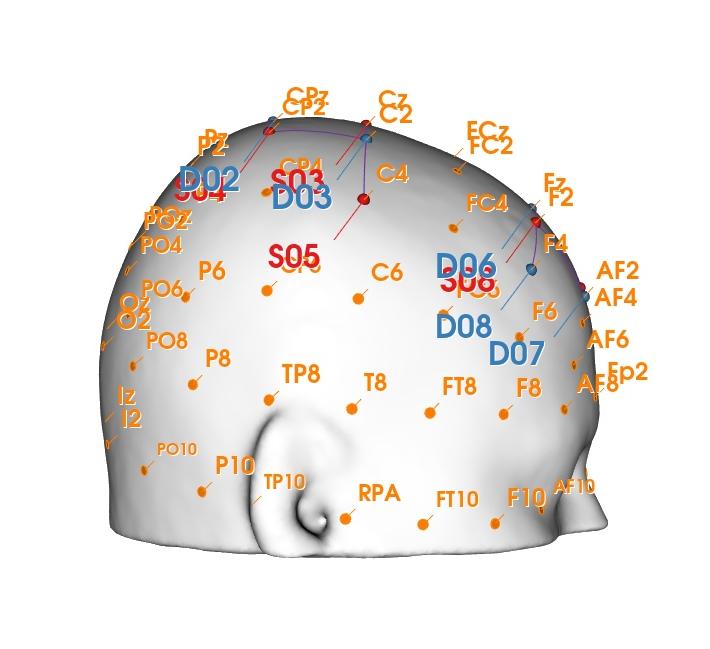 CPz
CP2
Cz
C2
FCz
FC2
Pz
P2
CP4
C4
D02
S04
S03
D03
Fz
F2
FC4
F4
POz
PO2
PO4
S05
C6
P6
D06
S08
AF2
AF4
PO6
Oz
O2
F6
D08
D07
PO8
P8
AF6
Fp2
TP8
T8
FT8
F8
AF8
Iz
I2
PO10
P10
TP10
RPA
FT10
F10
AF10